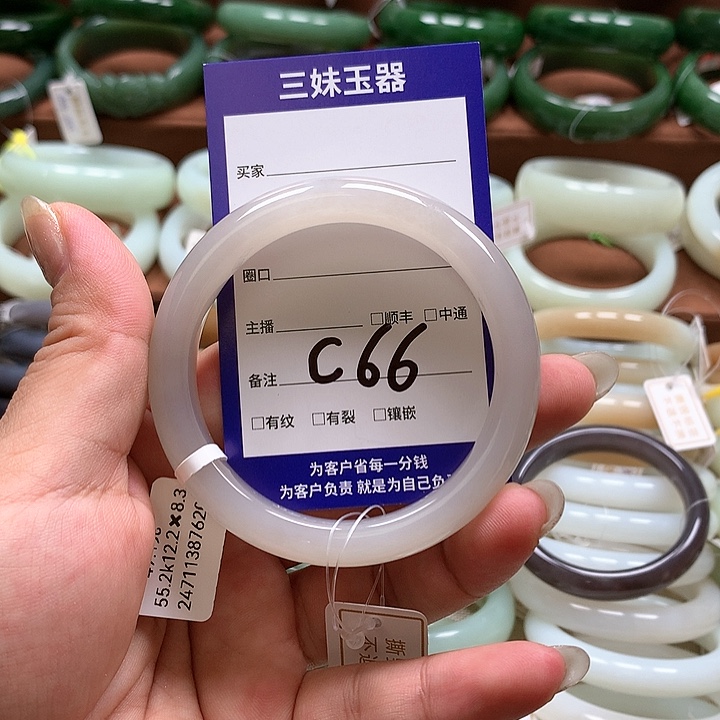 三妹玉器
买家
圈口
主播 □顺丰 □中通
备注 C66
□有纹 □有裂 □镶嵌
为客户省每一分钱
为客户负责 就是为自己负
55.2k12.2×8.3
2471138762
撕
不